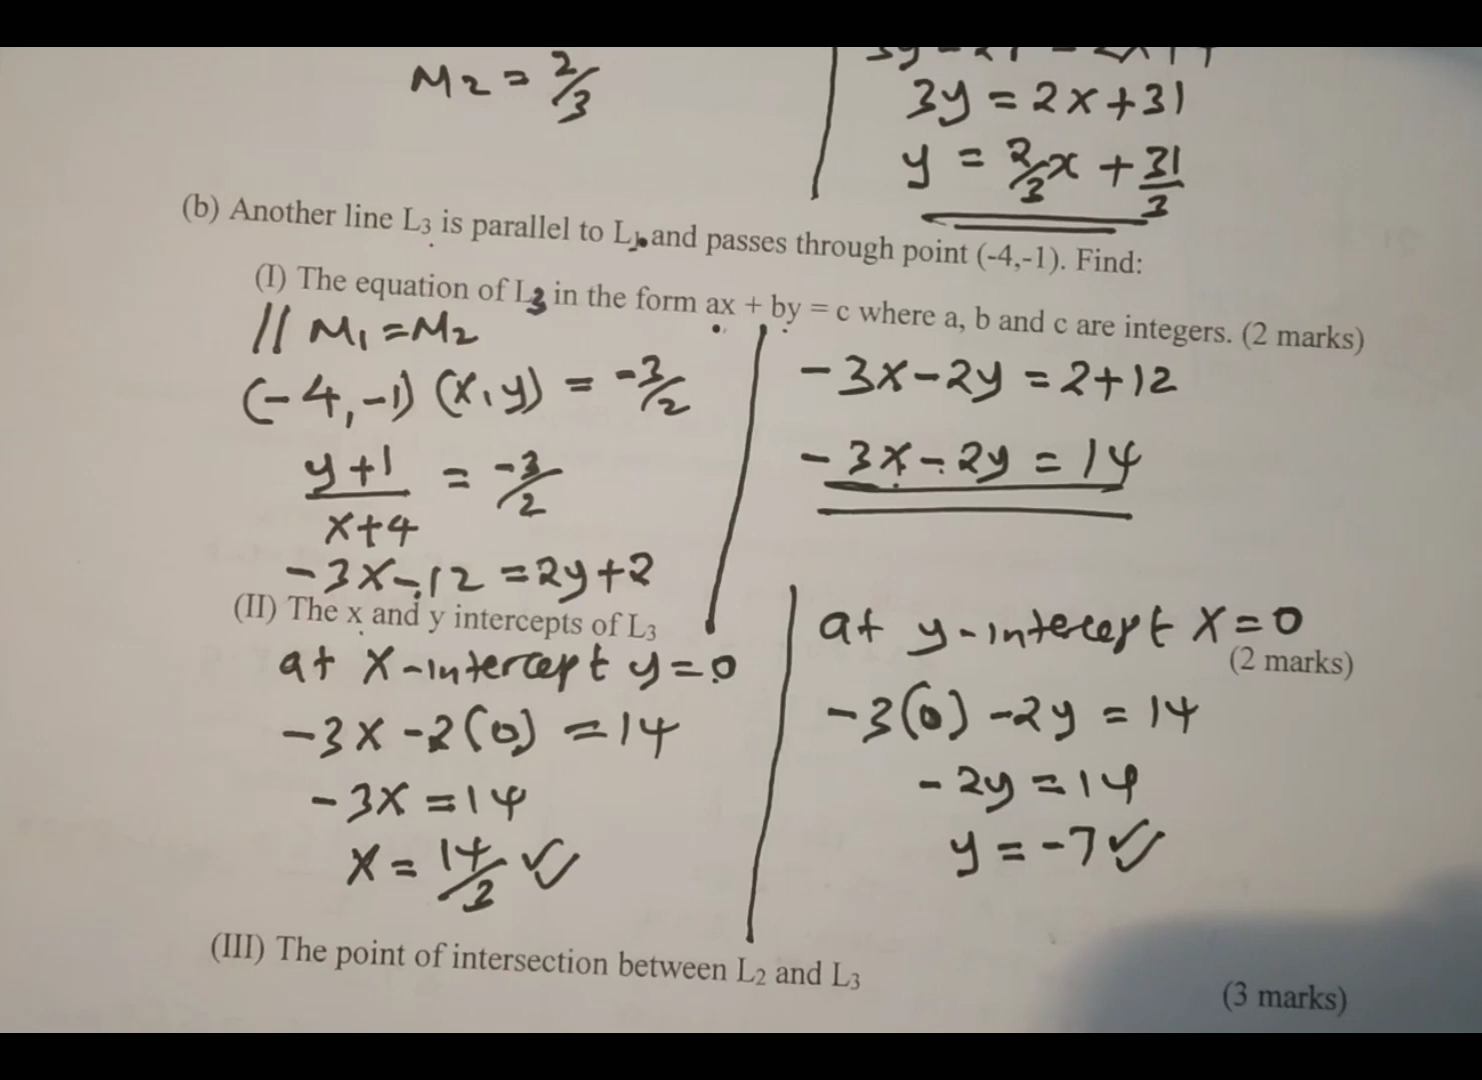 M2 = 2/3
3y = 2x+31
y = 2/3x + 31/3
(b) Another line L3 is parallel to L1 and passes through point (-4,-1). Find:
(I) The equation of L3 in the form ax + by = c where a, b and c are integers. (2 marks)
// M1 = M2
(-4,-1) (x,y) = -3/2
y+1/x+4 = -3/2
-3x-12 = 2y+2
-3x-2y = 2+12
-3x-2y = 14
(II) The x and y intercepts of L3
(2 marks)
at x-intercept y=0
-3x-2(0) = 14
-3x = 14
x = 14/3 ✓
at y-intercept x=0
-3(0)-2y = 14
-2y = 14
y = -7 ✓
(III) The point of intersection between L2 and L3
(3 marks)